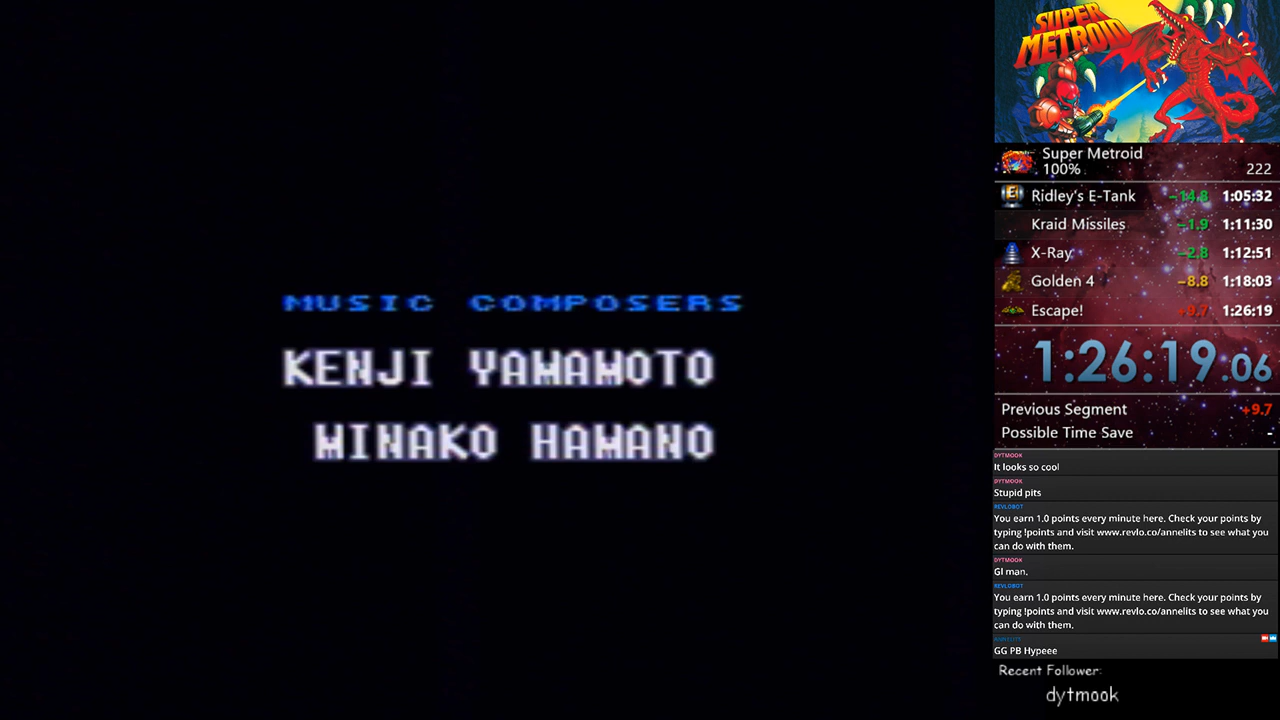 MUSIC COMPOSERS
KENJI YAMAMOTO
MINAKO HAMANO
SUPER
METROID
Super Metroid
100%
222
Ridley's E-Tank -14.8 1:05:32
Kraid Missiles -1.9 1:11:30
X-Ray -2.8 1:12:51
Golden 4 -8.8 1:18:03
Escape! +9.7 1:26:19
1:26:19.06
Previous Segment +9.7
Possible Time Save -
DYTMOOK
It looks so cool
DYTMOOK
Stupid pits
REVLOBOT
You earn 1.0 points every minute here. Check your points by
typing !points and visit www.revlo.co/annelits to see what you
can do with them.
DYTMOOK
Gl man.
REVLOBOT
You earn 1.0 points every minute here. Check your points by
typing !points and visit www.revlo.co/annelits to see what you
can do with them.
GG PB Hypeee
Recent Follower:
dytmook